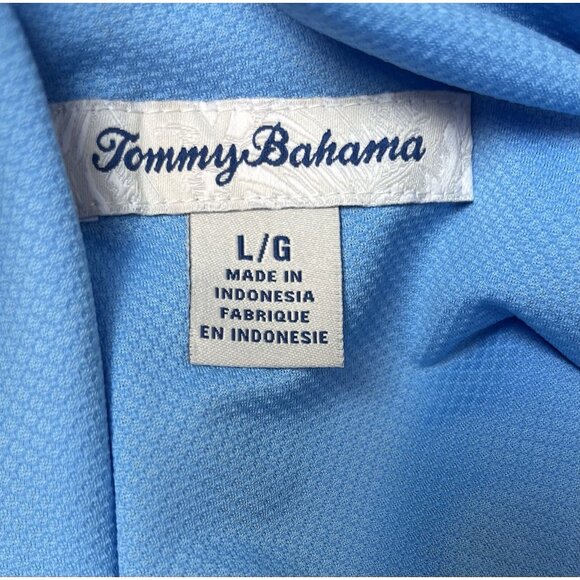 Tommy Bahama
L/G
MADE IN
INDONESIA
FABRIQUE
EN INDONESIE